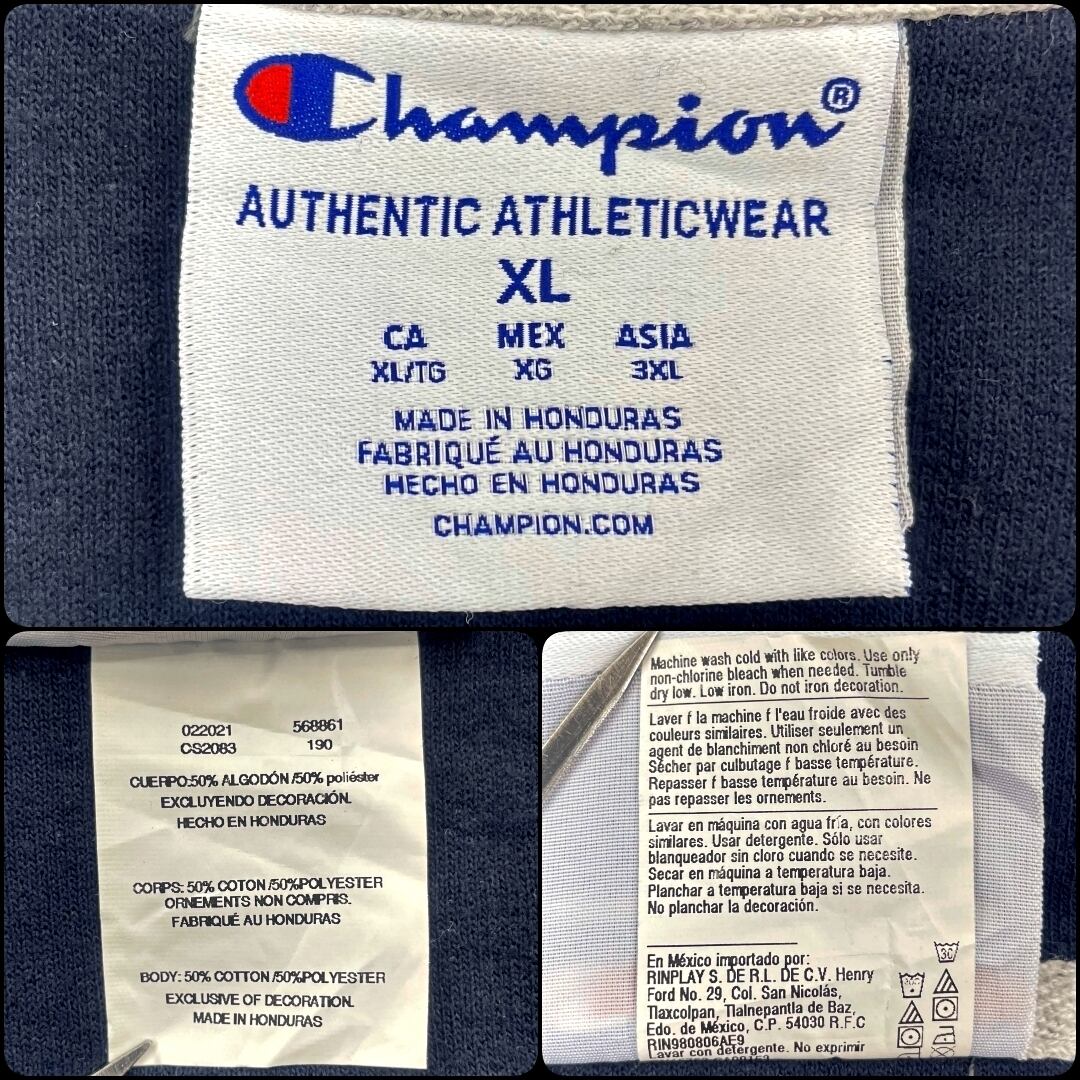 Champion®
AUTHENTIC ATHLETICWEAR
XL
CA MEX ASIA
XL/TG XG 3XL
MADE IN HONDURAS
FABRIQUÉ AU HONDURAS
HECHO EN HONDURAS
CHAMPION.COM
022021 568861
CS2083 190
CUERPO:50% ALGODÓN /50% poliéster
EXCLUYENDO DECORACIÓN.
HECHO EN HONDURAS
CORPS: 50% COTON /50%POLYESTER
ORNEMENTS NON COMPRIS.
FABRIQUÉ AU HONDURAS
BODY: 50% COTTON /50%POLYESTER
EXCLUSIVE OF DECORATION.
MADE IN HONDURAS
Machine wash cold with like colors. Use only
non-chlorine bleach when needed. Tumble
dry low. Low iron. Do not iron decoration.
Laver f la machine f l'eau froide avec des
couleurs similaires. Utiliser seulement un
agent de blanchiment non chloré au besoin
Sécher par culbutage f basse température.
Repasser f basse température au besoin. Ne
pas repasser les ornements.
Lavar en máquina con agua fría, con colores
similares. Usar detergente. Sólo usar
blanqueador sin cloro cuando se necesite.
Secar en máquina a temperatura baja.
Planchar a temperatura baja si se necesita.
No planchar la decoración.
En México importado por:
RINPLAY S. DE R.L. DE C.V. Henry
Ford No. 29, Col. San Nicolás,
Tlaxcolpan, Tlalnepantla de Baz,
Edo. de México, C.P. 54030 R.F.C
RIN980806AE9
Lavar con detergente. No exprimir
30